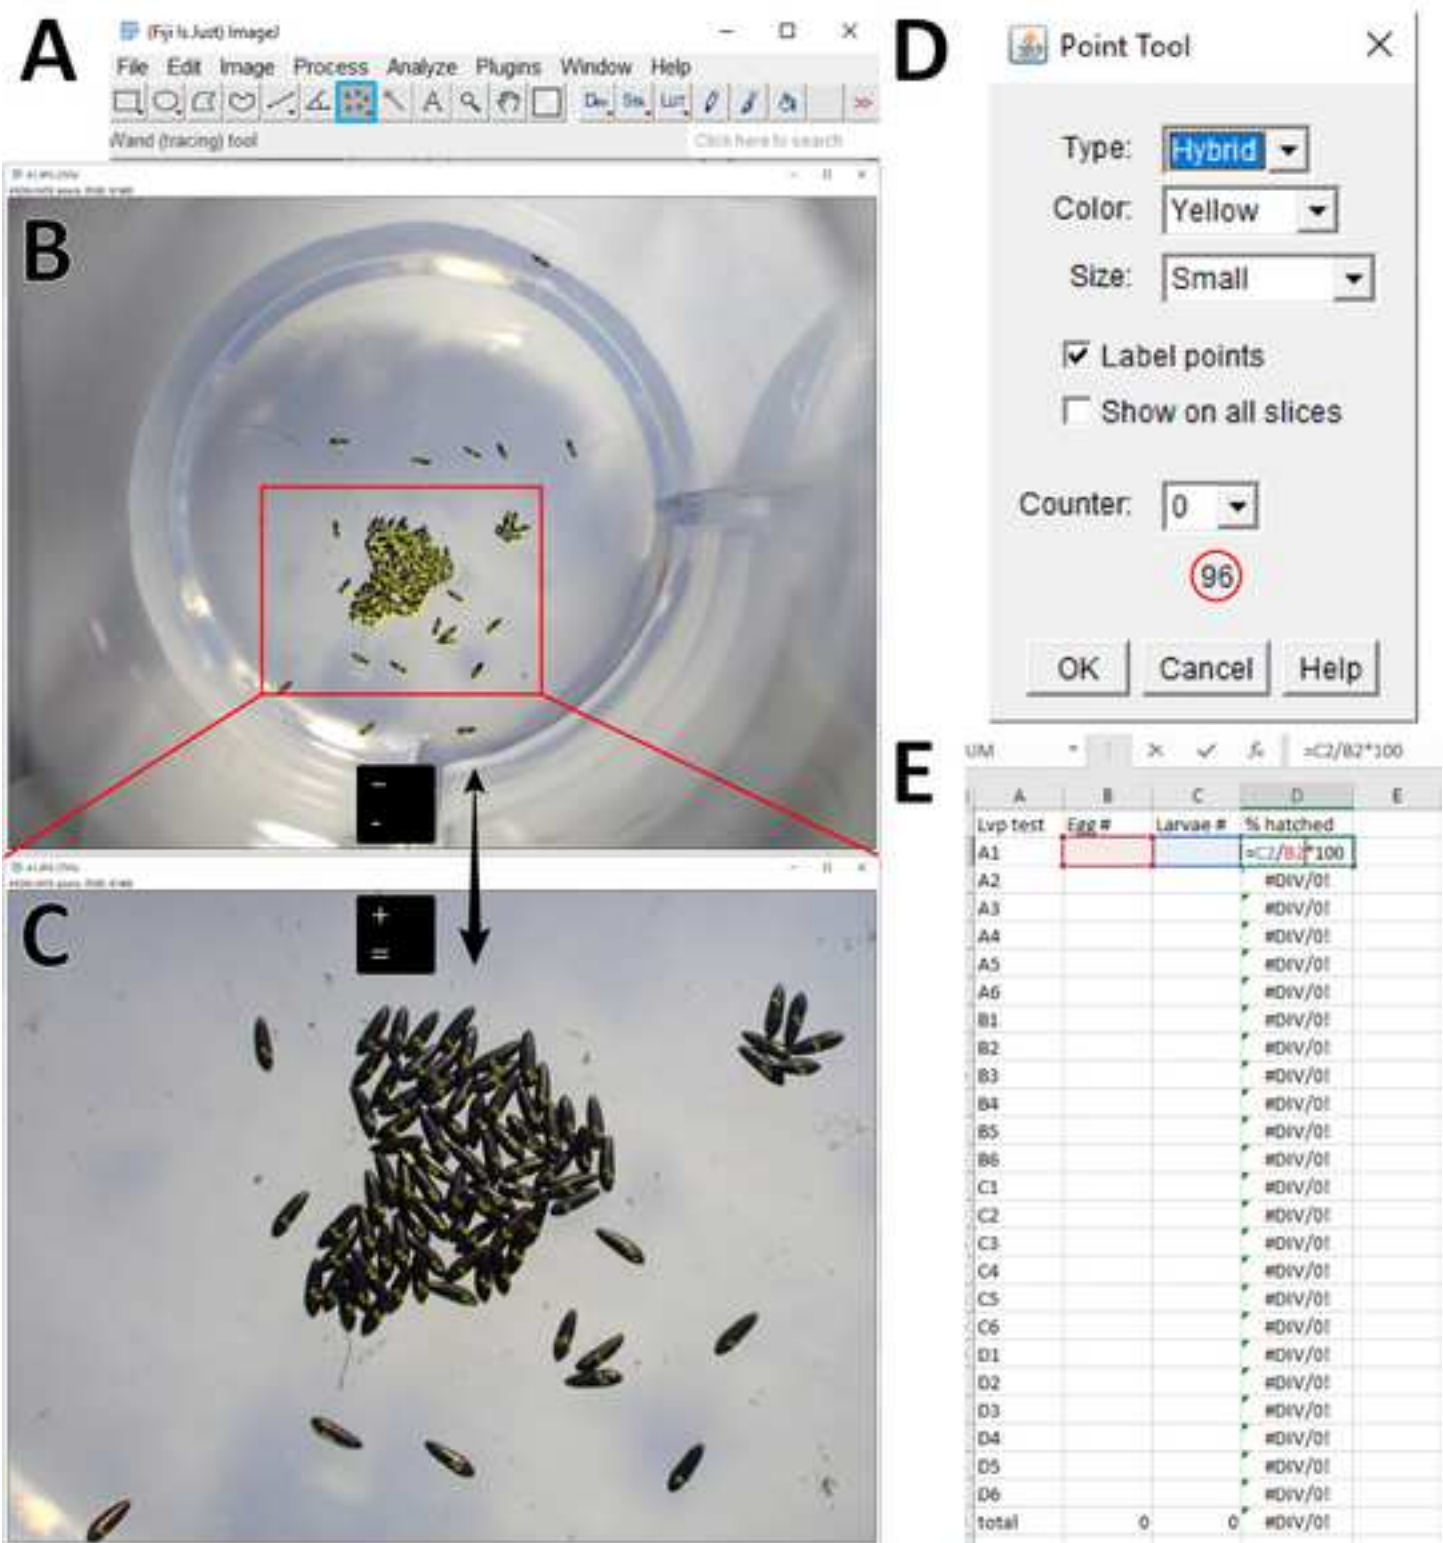 A
(Fiji Is Just) ImageJ
File Edit Image Process Analyze Plugins Window Help
A Dev Stk LUT >>
Wand (tracing) tool
Click here to search
B
-
-
C
+
=
D
Point Tool
Type: Hybrid
Color: Yellow
Size: Small
Label points
Show on all slices
Counter: 0
96
OK Cancel Help
E
UM fx =C2/B2*100
A B C D E
Lvp test Egg # Larvae # % hatched
A1 =C2/B2*100
A2 #DIV/0!
A3 #DIV/0!
A4 #DIV/0!
A5 #DIV/0!
A6 #DIV/0!
B1 #DIV/0!
B2 #DIV/0!
B3 #DIV/0!
B4 #DIV/0!
B5 #DIV/0!
B6 #DIV/0!
C1 #DIV/0!
C2 #DIV/0!
C3 #DIV/0!
C4 #DIV/0!
C5 #DIV/0!
C6 #DIV/0!
D1 #DIV/0!
D2 #DIV/0!
D3 #DIV/0!
D4 #DIV/0!
D5 #DIV/0!
D6 #DIV/0!
total 0 0 #DIV/0!